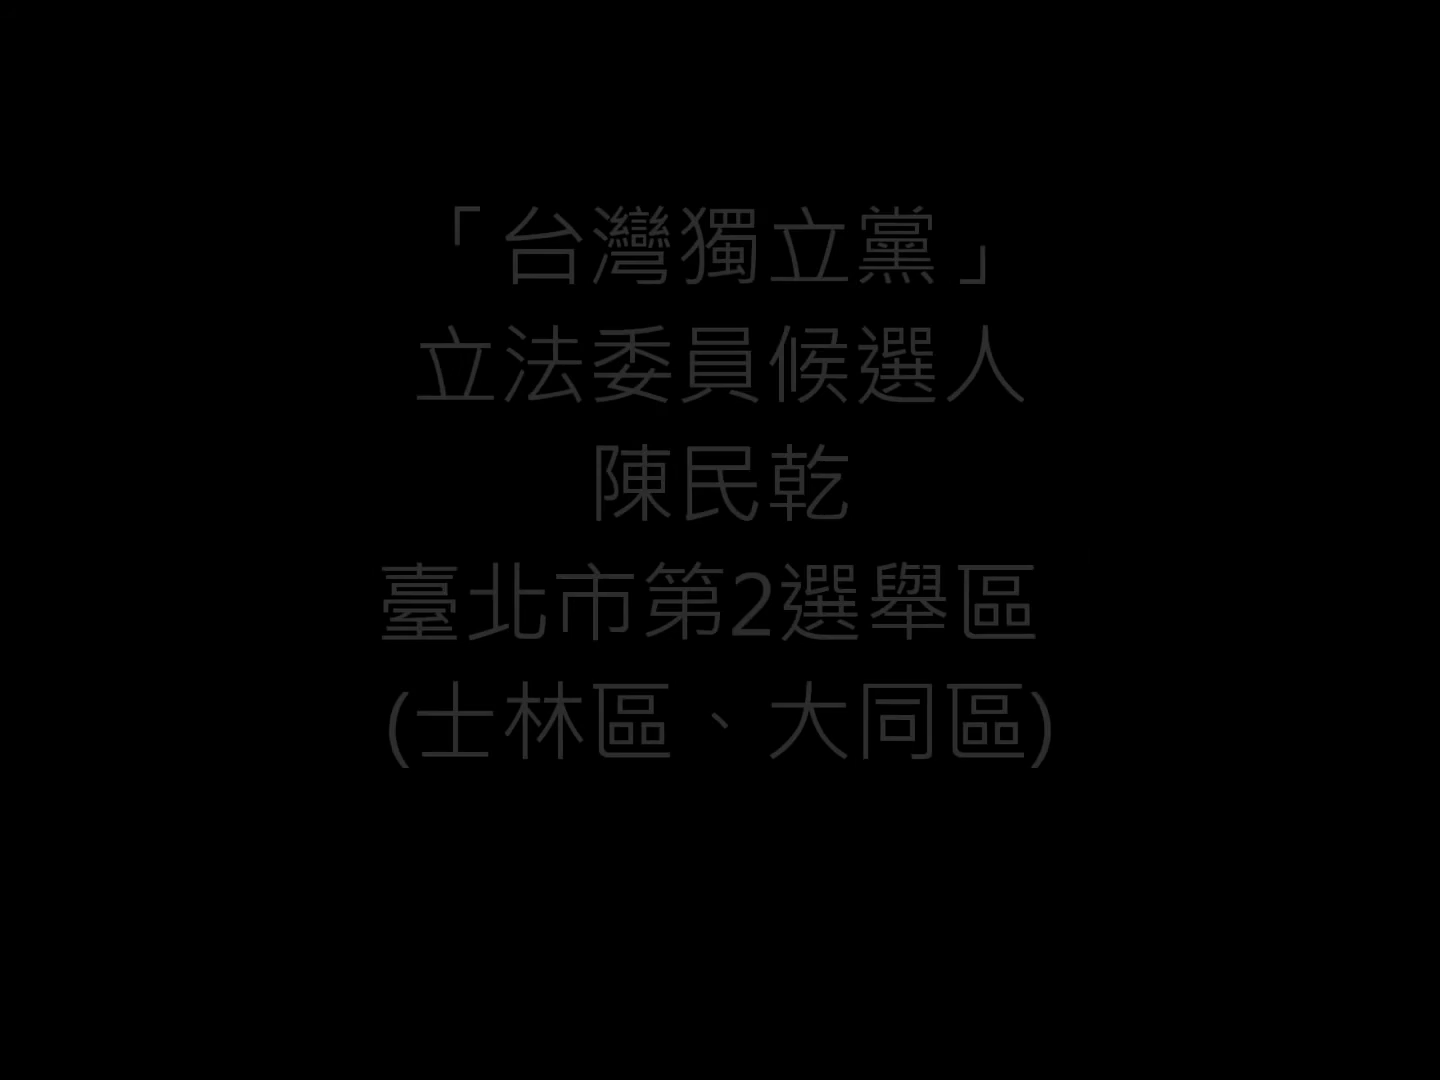 「台灣獨立黨」
立法委員候選人
陳民乾
臺北市第2選舉區
(士林區、大同區)